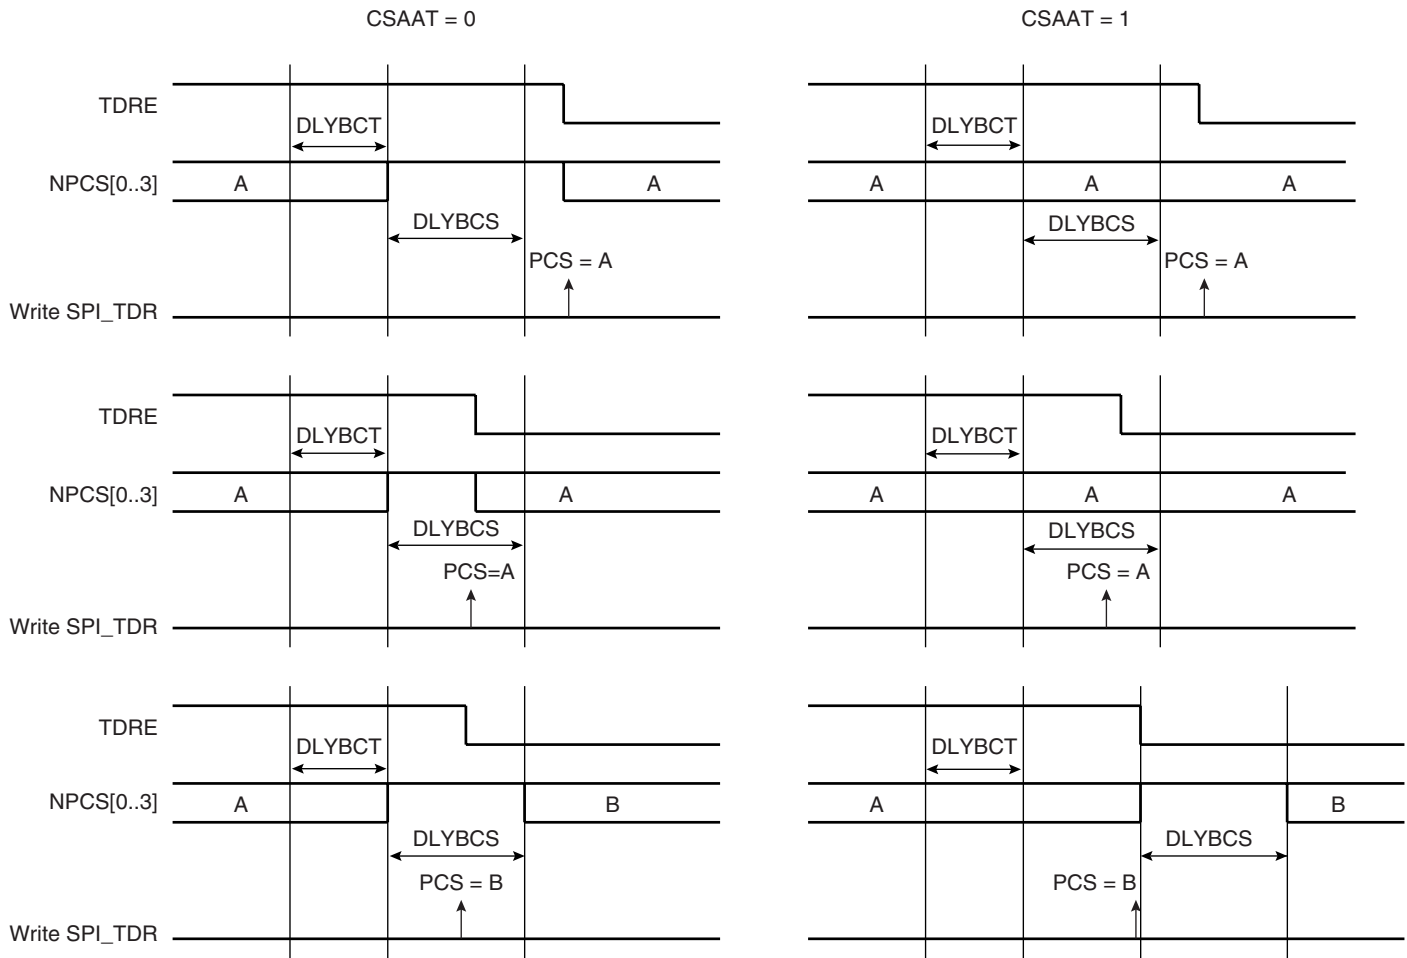 CSAAT = 0 CSAAT = 1
TDRE
DLYBCT DLYBCT
NPCS[0..3] A A A A A
DLYBCS DLYBCS
PCS = A PCS = A
Write SPI_TDR
TDRE
DLYBCT DLYBCT
NPCS[0..3] A A A A A
DLYBCS DLYBCS
PCS=A PCS = A
Write SPI_TDR
TDRE
DLYBCT DLYBCT
NPCS[0..3] A B A B
DLYBCS DLYBCS
PCS = B PCS = B
Write SPI_TDR